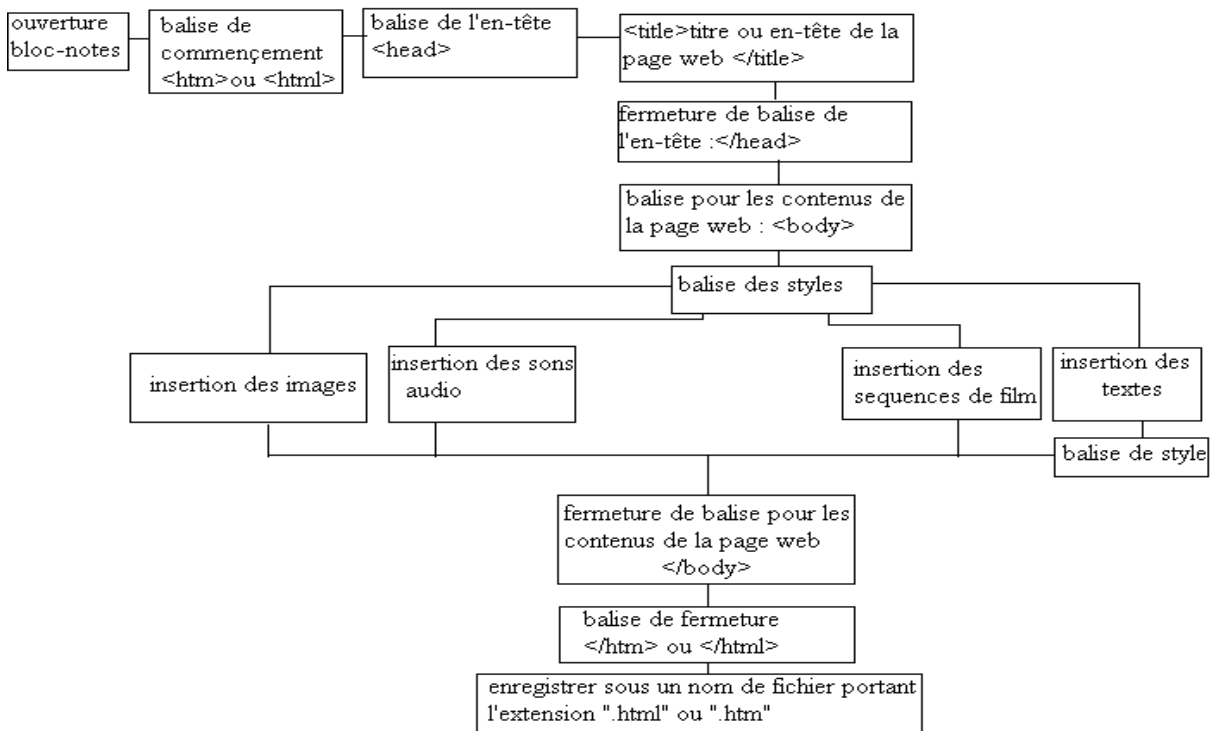 ouverture
bloc-notes
balise de
commençement
<htm>ou <html>
balise de l'en-tête
<head>
<title>titre ou en-tête de la
page web </title>
fermeture de balise de
l'en-tête :</head>
balise pour les contenus de
la page web : <body>
balise des styles
insertion des images
insertion des sons
audio
insertion des
sequences de film
insertion des
textes
balise de style
fermeture de balise pour les
contenus de la page web
</body>
balise de fermeture
</htm> ou </html>
enregistrer sous un nom de fichier portant
l'extension ".html" ou ".htm"